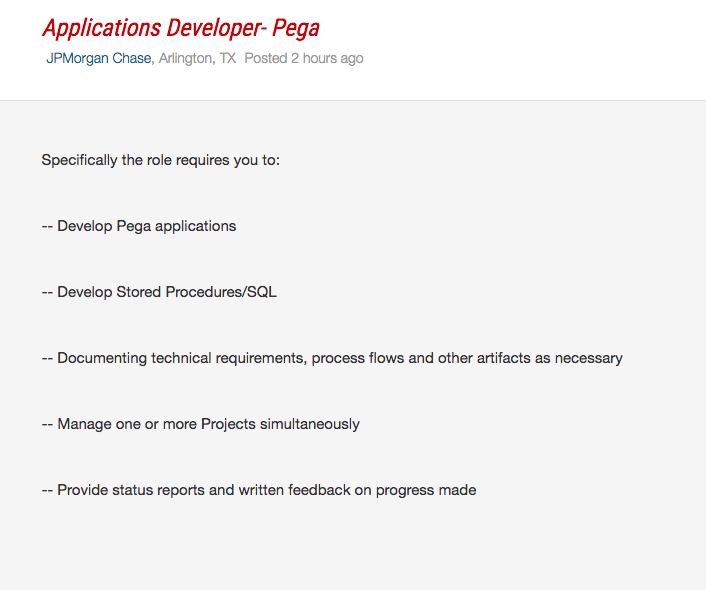 Applications Developer- Pega
JPMorgan Chase, Arlington, TX Posted 2 hours ago
Specifically the role requires you to:
-- Develop Pega applications
-- Develop Stored Procedures/SQL
-- Documenting technical requirements, process flows and other artifacts as necessary
-- Manage one or more Projects simultaneously
-- Provide status reports and written feedback on progress made